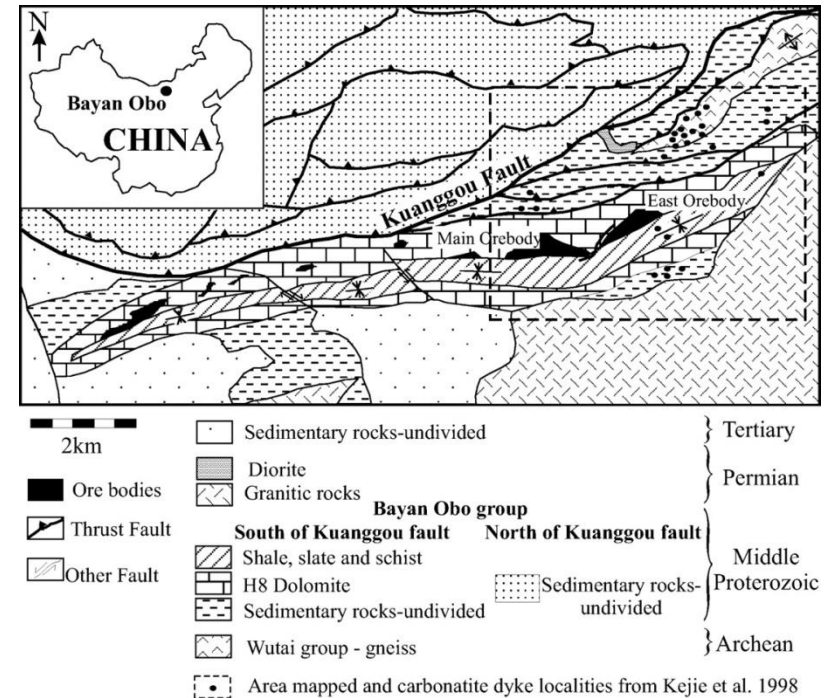 N
Bayan Obo
CHINA
Kuanggou Fault
East Orebody
Main Orebody
2km
Ore bodies
Thrust Fault
Other Fault
Sedimentary rocks-undivided
Tertiary
Diorite
Granitic rocks
Permian
Bayan Obo group
South of Kuanggou fault
North of Kuanggou fault
Shale, slate and schist
H8 Dolomite
Sedimentary rocks-undivided
Sedimentary rocks-
undivided
Middle
Proterozoic
Wutai group - gneiss
Archean
Area mapped and carbonatite dyke localities from Kejie et al. 1998